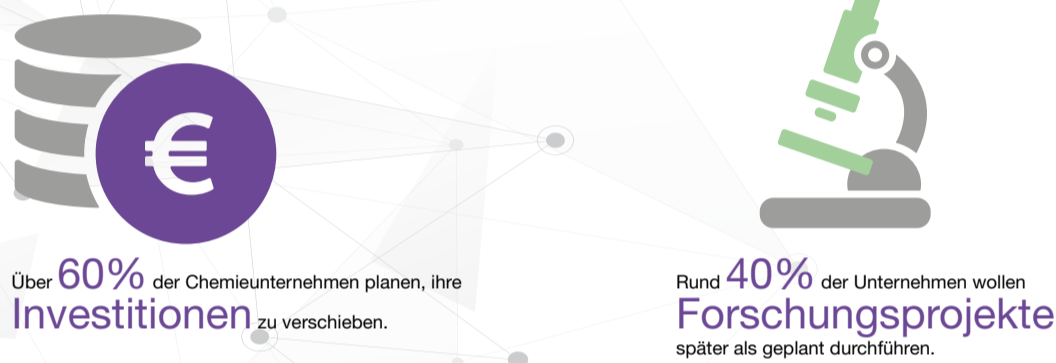 €
Über 60% der Chemieunternehmen planen, ihre
Investitionen zu verschieben.
Rund 40% der Unternehmen wollen
Forschungsprojekte
später als geplant durchführen.